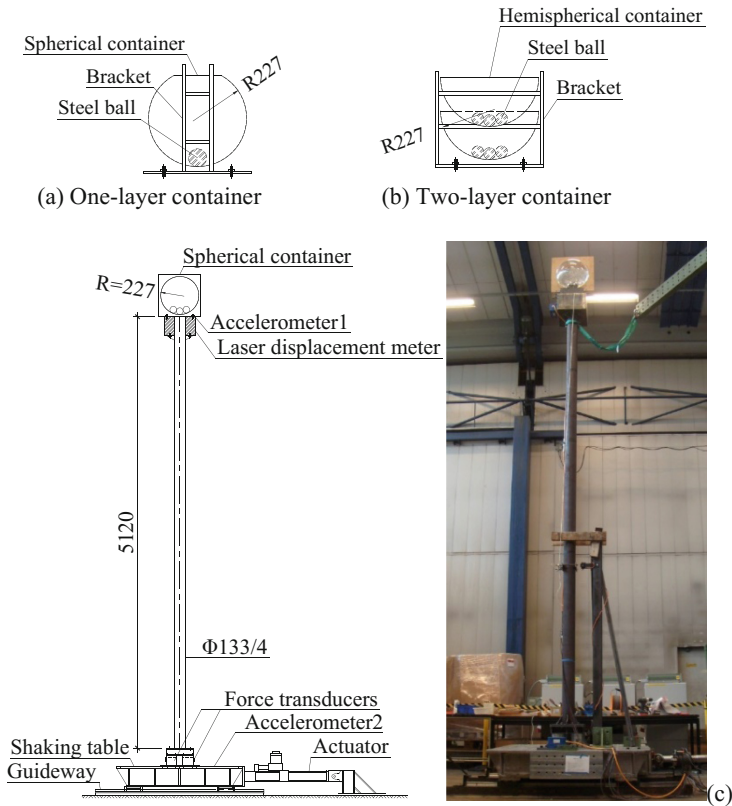 Spherical container
Bracket
Steel ball
R227
(a) One-layer container
Hemispherical container
Steel ball
Bracket
R227
(b) Two-layer container
Spherical container
R=227
Accelerometer1
Laser displacement meter
5120
Φ133/4
Force transducers
Accelerometer2
Shaking table
Actuator
Guideway
(c)